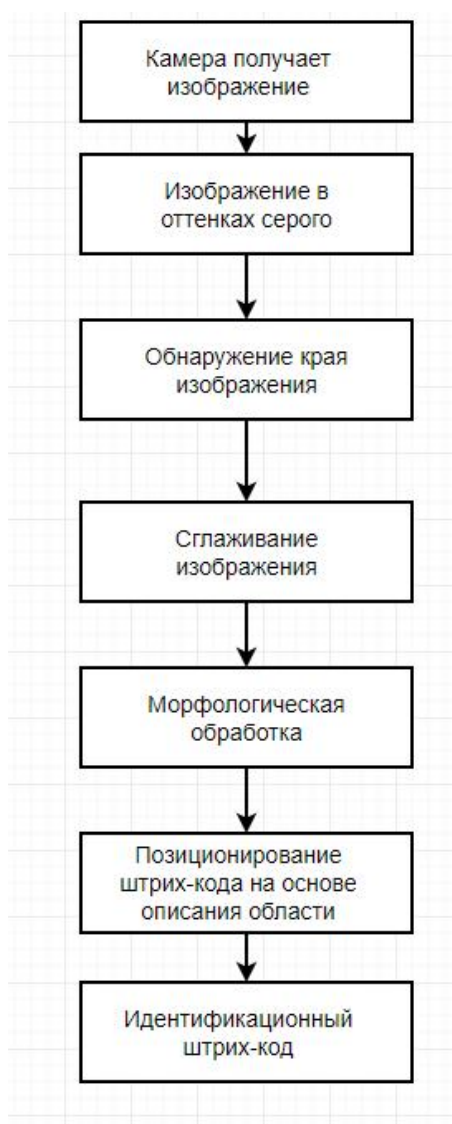 Камера получает
изображение
Изображение в
оттенках серого
Обнаружение края
изображения
Сглаживание
изображения
Морфологическая
обработка
Позиционирование
штрих-кода на основе
описания области
Идентификационный
штрих-код